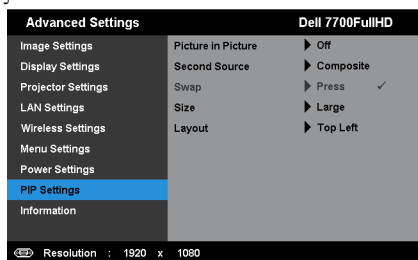 Advanced Settings Dell 7700FullHD
Image Settings Picture in Picture Off
Display Settings Second Source Composite
Projector Settings Swap Press ✓
LAN Settings Size Large
Wireless Settings Layout Top Left
Menu Settings
Power Settings
PIP Settings
Information
Resolution : 1920 x 1080